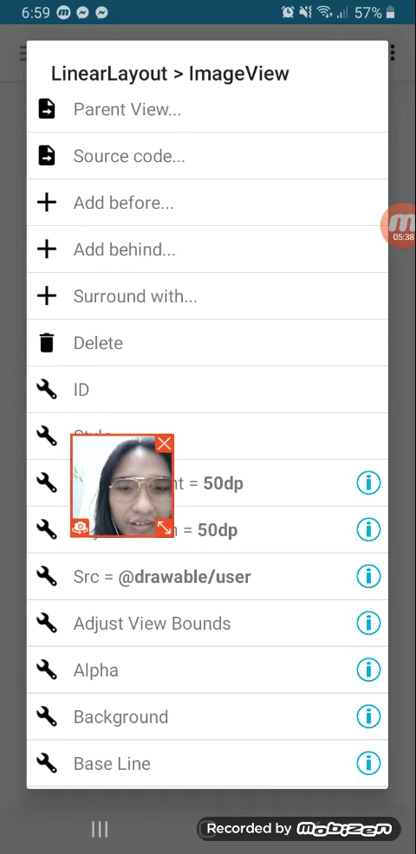 6:59
57%
LinearLayout > ImageView
Parent View...
Source code...
Add before...
Add behind...
Surround with...
Delete
ID
= 50dp
= 50dp
Src = @drawable/user
Adjust View Bounds
Alpha
Background
Base Line
05:38
Recorded by mobizen